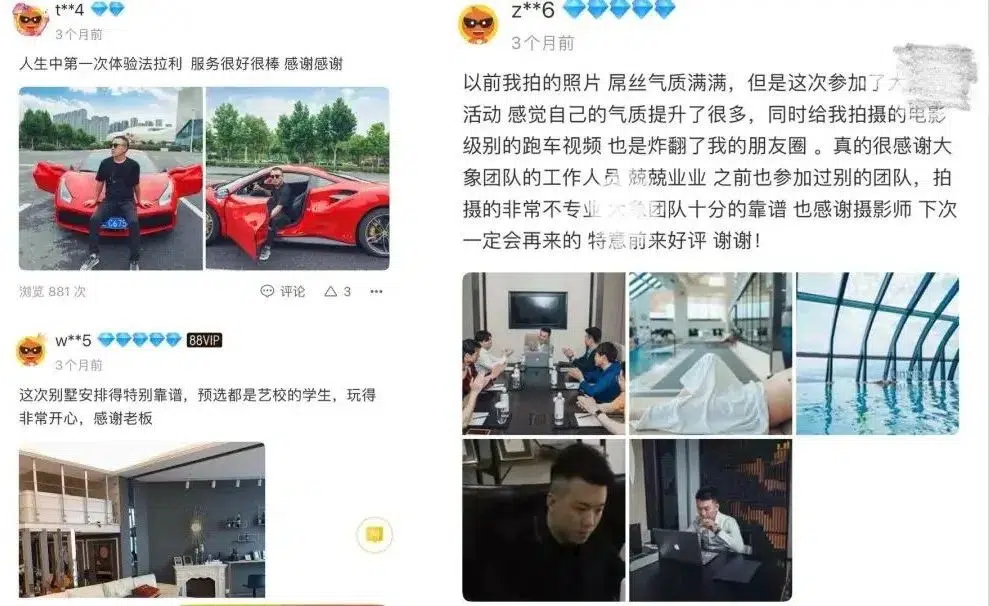 t**4
3个月前
人生中第一次体验法拉利 服务很好很棒 感谢感谢
C675
浏览 881 次
评论
3
w**5
88VIP
3个月前
这次别墅安排得特别靠谱，预选都是艺校的学生，玩得
非常开心，感谢老板
z**6
3个月前
以前我拍的照片 屌丝气质满满，但是这次参加了
活动 感觉自己的气质提升了很多，同时给我拍摄的电影
级别的跑车视频 也是炸翻了我的朋友圈 。真的很感谢大
象团队的工作人员 兢兢业业 之前也参加过别的团队，拍
摄的非常不专业 大象团队十分的靠谱 也感谢摄影师 下次
一定会再来的 特意前来好评 谢谢！